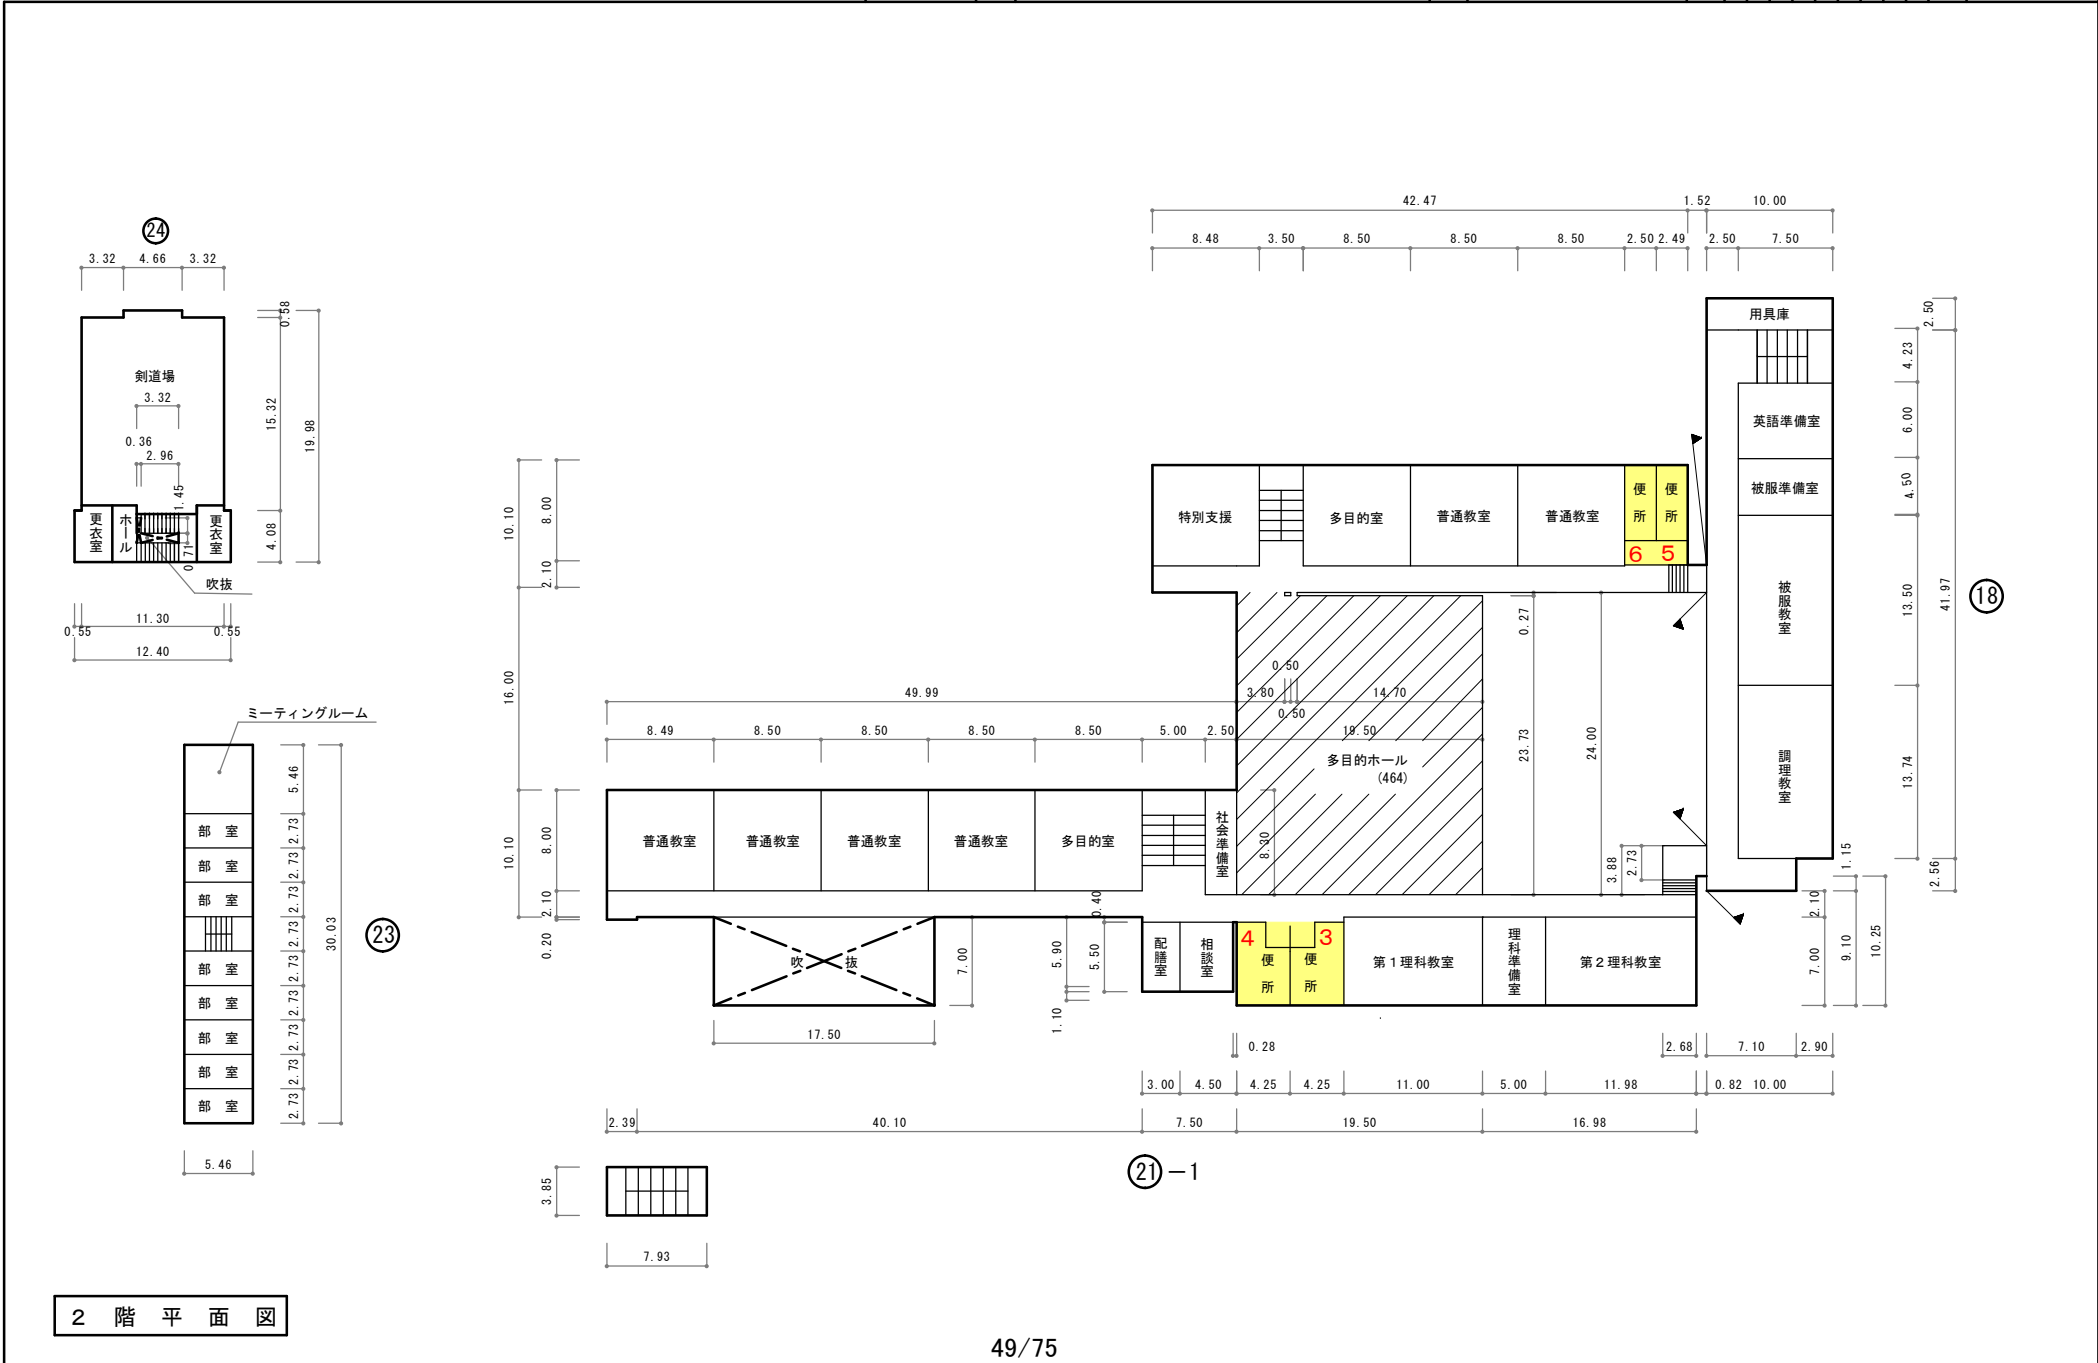 24
3.32 4.66 3.32
0.58
剣道場
3.32
0.36
2.96
1.45
15.32
19.98
更衣室
ホール
更衣室
0.71
4.08
吹抜
11.30
0.55 0.55
12.40
ミーティングルーム
5.46
部 室 2.73
部 室 2.73
部 室 2.73
2.73
部 室 2.73
部 室 2.73
部 室 2.73
部 室 2.73
部 室 2.73
30.03
23
5.46
42.47 1.52 10.00
8.48 3.50 8.50 8.50 8.50 2.50 2.49 2.50 7.50
用具庫
2.50
4.23
英語準備室
6.00
被服準備室
4.50
被服教室
13.50
41.97
18
調理教室
13.74
1.15
2.56
10.10
8.00
2.10
特別支援
多目的室
普通教室
普通教室
便所
便所
6 5
16.00
0.27
0.50
49.99 3.80 14.70
0.50
8.49 8.50 8.50 8.50 8.50 5.00 2.50 19.50
23.73
24.00
多目的ホール
(464)
10.10
8.00
2.10
0.20
普通教室
普通教室
普通教室
普通教室
多目的室
社会準備室
8.30
3.88
2.73
0.40
吹 抜
7.00
5.90
5.50
1.10
配膳室
相談室
4 3
便所
便所
第1理科教室
理科準備室
第2理科教室
2.10
7.00
9.10
10.25
17.50
0.28
2.68 7.10 2.90
3.00 4.50 4.25 4.25 11.00 5.00 11.98 0.82 10.00
2.39 40.10 7.50 19.50 16.98
21-1
3.85
7.93
2 階 平 面 図
49/75